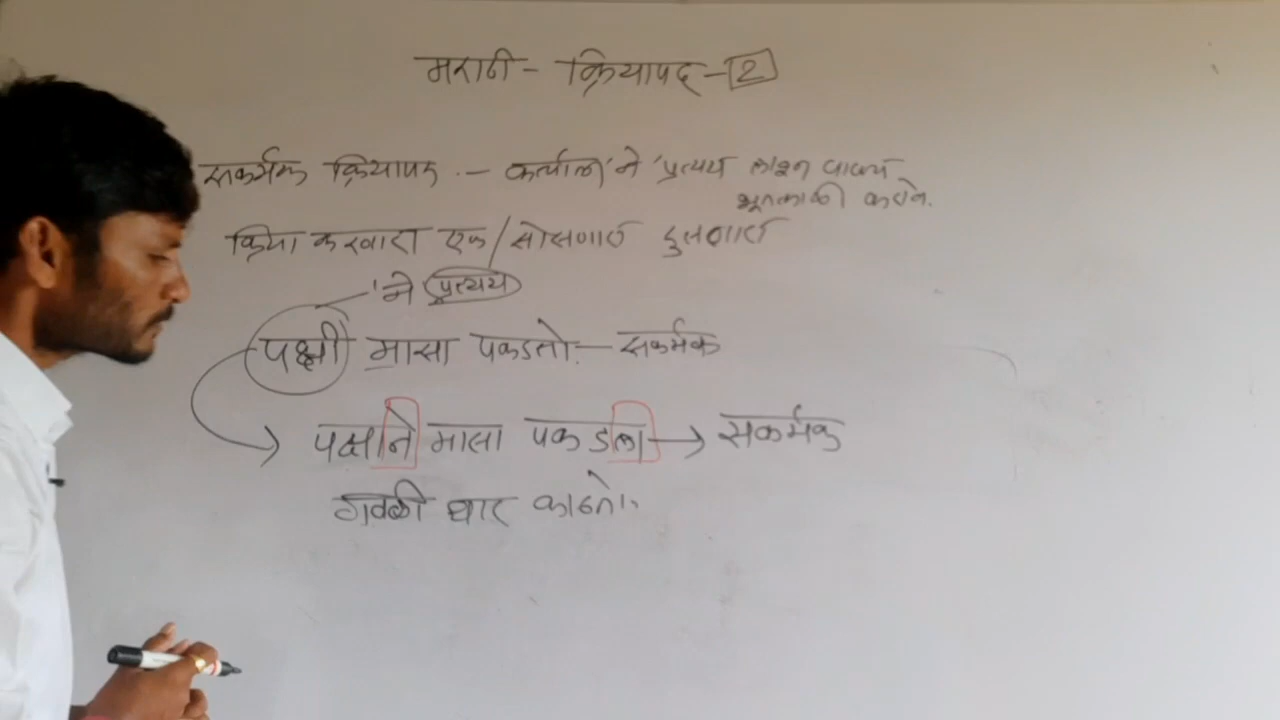 मराठी - क्रियापद - 2
सकर्मक क्रियापद :- कर्त्याला 'ने' प्रत्यय लावून वाक्य
भूतकाळी करावे.
क्रिया करणारा एक / सोसणारा दुसरा
'ने प्रत्यय
पक्षी मासा पकडतो. - सकर्मक
पक्षाने मासा पकडला → सकर्मक
गवळी धार काढतो.